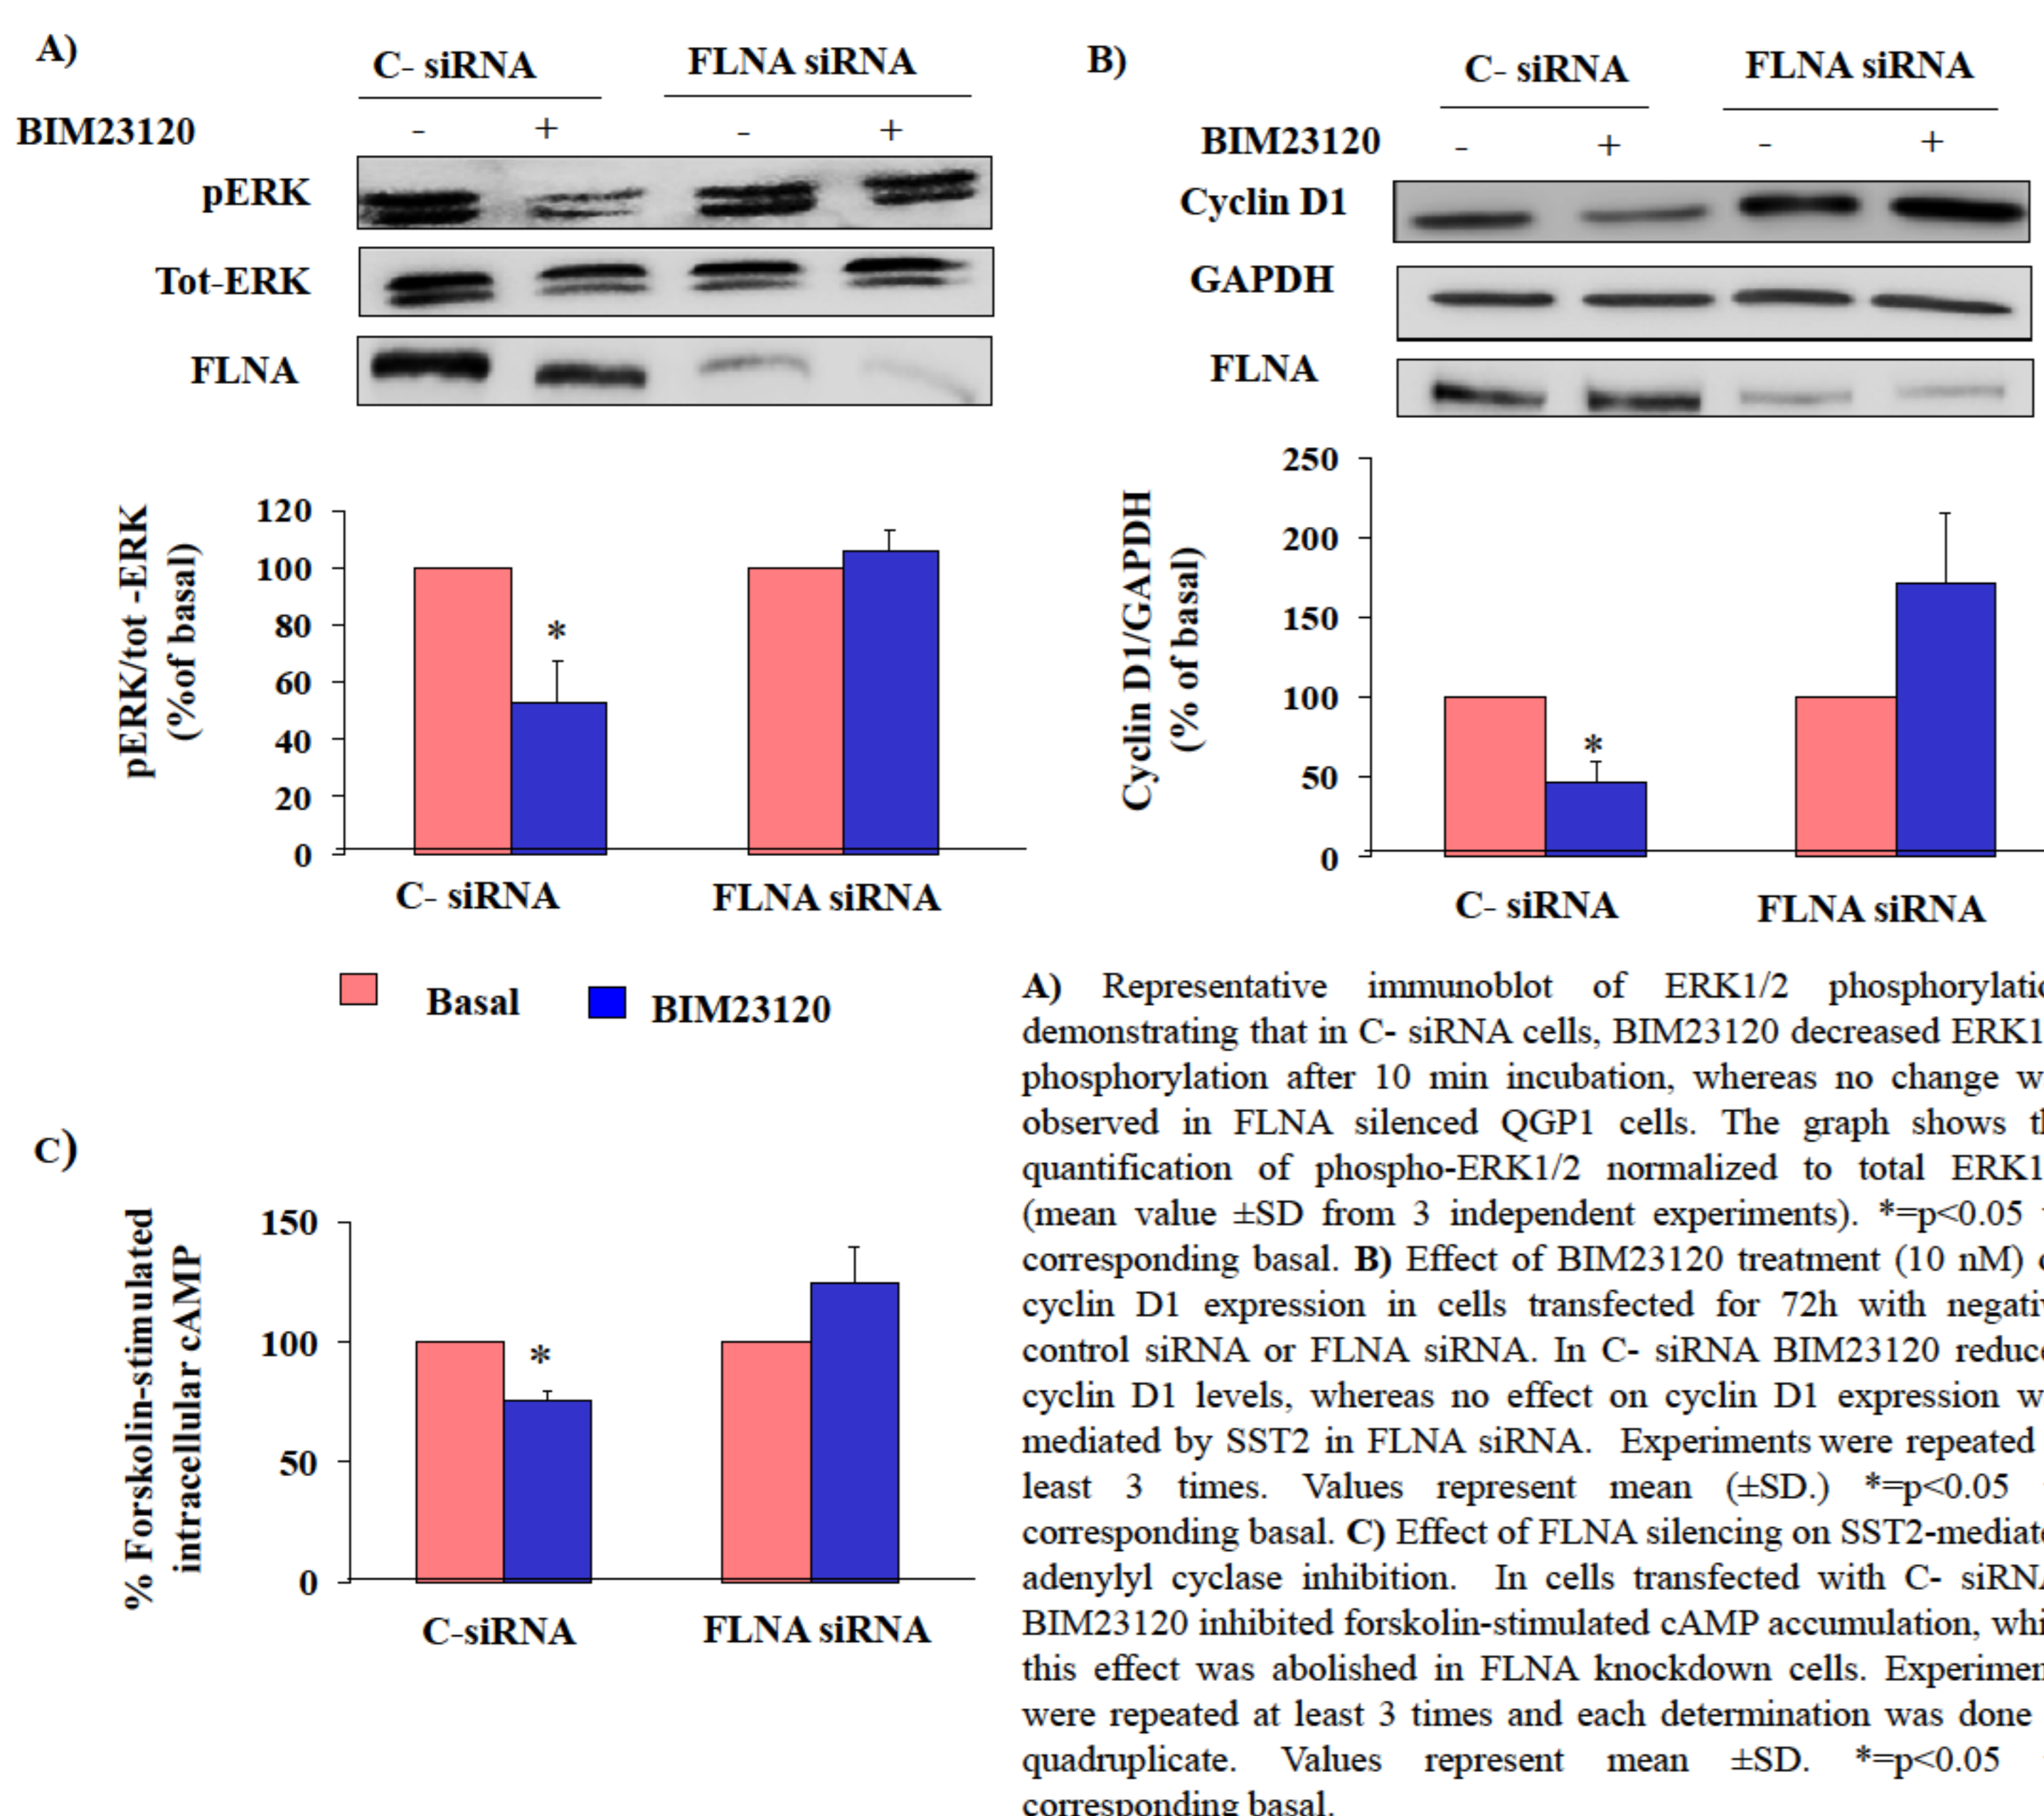 A)
C- siRNA FLNA siRNA
BIM23120 - + - +
pERK
Tot-ERK
FLNA
120
100
80
60
40
20
0
pERK/tot -ERK
(%of basal)
*
C- siRNA FLNA siRNA
Basal BIM23120
B)
C- siRNA FLNA siRNA
BIM23120 - + - +
Cyclin D1
GAPDH
FLNA
250
200
150
100
50
0
Cyclin D1/GAPDH
(% of basal)
*
C- siRNA FLNA siRNA
C)
150
100
50
0
% Forskolin-stimulated
intracellular cAMP
*
C-siRNA FLNA siRNA
A) Representative immunoblot of ERK1/2
demonstrating that in C- siRNA cells, BIM23120 decreased
phosphorylation after 10 min incubation, whereas no change
observed in FLNA silenced QGP1 cells. The graph shows
quantification of phospho-ERK1/2 normalized to total
(mean value ±SD from 3 independent experiments). *=p<0.05
corresponding basal. B) Effect of BIM23120 treatment (10 nM)
cyclin D1 expression in cells transfected for 72h with
control siRNA or FLNA siRNA. In C- siRNA BIM23120
cyclin D1 levels, whereas no effect on cyclin D1 expression
mediated by SST2 in FLNA siRNA. Experiments were repeated
least 3 times. Values represent mean (±SD.) *=p<0.05
corresponding basal. C) Effect of FLNA silencing on
adenylyl cyclase inhibition. In cells transfected with C-
BIM23120 inhibited forskolin-stimulated cAMP accumulation,
this effect was abolished in FLNA knockdown cells.
were repeated at least 3 times and each determination was done
quadruplicate. Values represent mean ±SD. *=p<0.05
corresponding basal.